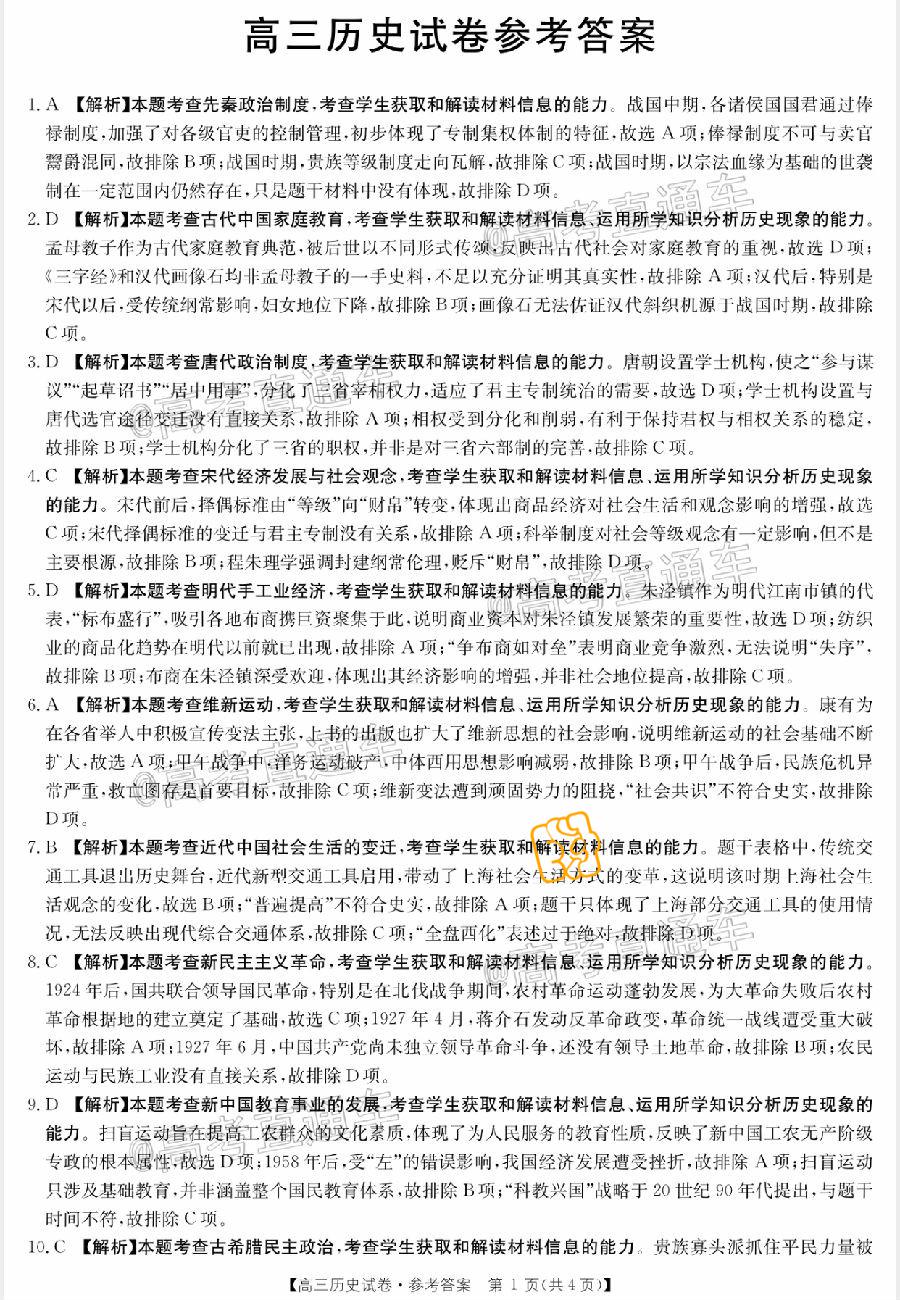 高三历史试卷参考答案
1. A 【解析】本题考查先秦政治制度,考查学生获取和解读材料信息的能力。战国中期,各诸侯国国君通过俸
禄制度,加强了对各级官吏的控制管理,初步体现了专制集权体制的特征,故选 A 项;俸禄制度不可与卖官
鬻爵混同,故排除 B 项;战国时期,贵族等级制度走向瓦解,故排除 C 项;战国时期,以宗法血缘为基础的世袭
制在一定范围内仍然存在,只是题干材料中没有体现,故排除 D 项。
2. D 【解析】本题考查古代中国家庭教育,考查学生获取和解读材料信息、运用所学知识分析历史现象的能力。
孟母教子作为古代家庭教育典范,被后世以不同形式传颂,反映出古代社会对家庭教育的重视,故选 D 项;
《三字经》和汉代画像石均非孟母教子的一手史料,不足以充分证明其真实性,故排除 A 项;汉代后,特别是
宋代以后,受传统纲常影响,妇女地位下降,故排除 B 项;画像石无法佐证汉代斜织机源于战国时期,故排除
C 项。
3. D 【解析】本题考查唐代政治制度,考查学生获取和解读材料信息的能力。唐朝设置学士机构,使之“参与谋
议”“起草诏书”“居中用事”,分化了三省宰相权力,适应了君主专制统治的需要,故选 D 项;学士机构设置与
唐代选官途径变迁没有直接关系,故排除 A 项;相权受到分化和削弱,有利于保持君权与相权关系的稳定,
故排除 B 项;学士机构分化了三省的职权,并非是对三省六部制的完善,故排除 C 项。
4. C 【解析】本题考查宋代经济发展与社会观念,考查学生获取和解读材料信息、运用所学知识分析历史现象
的能力。宋代前后,择偶标准由“等级”向“财帛”转变,体现出商品经济对社会生活和观念影响的增强,故选
C 项;宋代择偶标准的变迁与君主专制没有关系,故排除 A 项;科举制度对社会等级观念有一定影响,但不是
主要根源,故排除 B 项;程朱理学强调封建纲常伦理,贬斥“财帛”,故排除 D 项。
5. D 【解析】本题考查明代手工业经济,考查学生获取和解读材料信息的能力。朱泾镇作为明代江南市镇的代
表,“标布盛行”,吸引各地布商携巨资聚集于此,说明商业资本对朱泾镇发展繁荣的重要性,故选 D 项;纺织
业的商品化趋势在明代以前就已出现,故排除 A 项;“争布商如对垒”表明商业竞争激烈,无法说明“失序”,
故排除 B 项;布商在朱泾镇深受欢迎,体现出其经济影响的增强,并非社会地位提高,故排除 C 项。
6. A 【解析】本题考查维新运动,考查学生获取和解读材料信息、运用所学知识分析历史现象的能力。康有为
在各省举人中积极宣传变法主张,上书的出版也扩大了维新思想的社会影响,说明维新运动的社会基础不断
扩大,故选 A 项;甲午战争中,洋务运动破产,中体西用思想影响减弱,故排除 B 项;甲午战争后,民族危机异
常严重,救亡图存是首要目标,故排除 C 项;维新变法遭到顽固势力的阻挠,“社会共识”不符合史实,故排除
D 项。
7. B 【解析】本题考查近代中国社会生活的变迁,考查学生获取和解读材料信息的能力。题干表格中,传统交
通工具退出历史舞台,近代新型交通工具启用,带动了上海社会生活方式的变革,这说明该时期上海社会生
活观念的变化,故选 B 项;“普遍提高”不符合史实,故排除 A 项;题干只体现了上海部分交通工具的使用情
况,无法反映出现代综合交通体系,故排除 C 项;“全盘西化”表述过于绝对,故排除 D 项。
8. C 【解析】本题考查新民主主义革命,考查学生获取和解读材料信息、运用所学知识分析历史现象的能力。
1924 年后,国共联合领导国民革命,特别是在北伐战争期间,农村革命运动蓬勃发展,为大革命失败后农村
革命根据地的建立奠定了基础,故选 C 项;1927 年 4 月,蒋介石发动反革命政变,革命统一战线遭受重大破
坏,故排除 A 项;1927 年 6 月,中国共产党尚未独立领导革命斗争,还没有领导土地革命,故排除 B 项;农民
运动与民族工业没有直接关系,故排除 D 项。
9. D 【解析】本题考查新中国教育事业的发展,考查学生获取和解读材料信息、运用所学知识分析历史现象的
能力。扫盲运动旨在提高工农群众的文化素质,体现了为人民服务的教育性质,反映了新中国工农无产阶级
专政的根本属性,故选 D 项;1958 年后,受“左”的错误影响,我国经济发展遭受挫折,故排除 A 项;扫盲运动
只涉及基础教育,并非涵盖整个国民教育体系,故排除 B 项;“科教兴国”战略于 20 世纪 90 年代提出,与题干
时间不符,故排除 C 项。
10. C 【解析】本题考查古希腊民主政治,考查学生获取和解读材料信息的能力。贵族寡头派抓住平民力量被
【高三历史试卷·参考答案 第 1 页(共 4 页)】
@高考直通车
@高考直通车
@高考直通车
@高考直通车
@高考直通车
@高考直通车